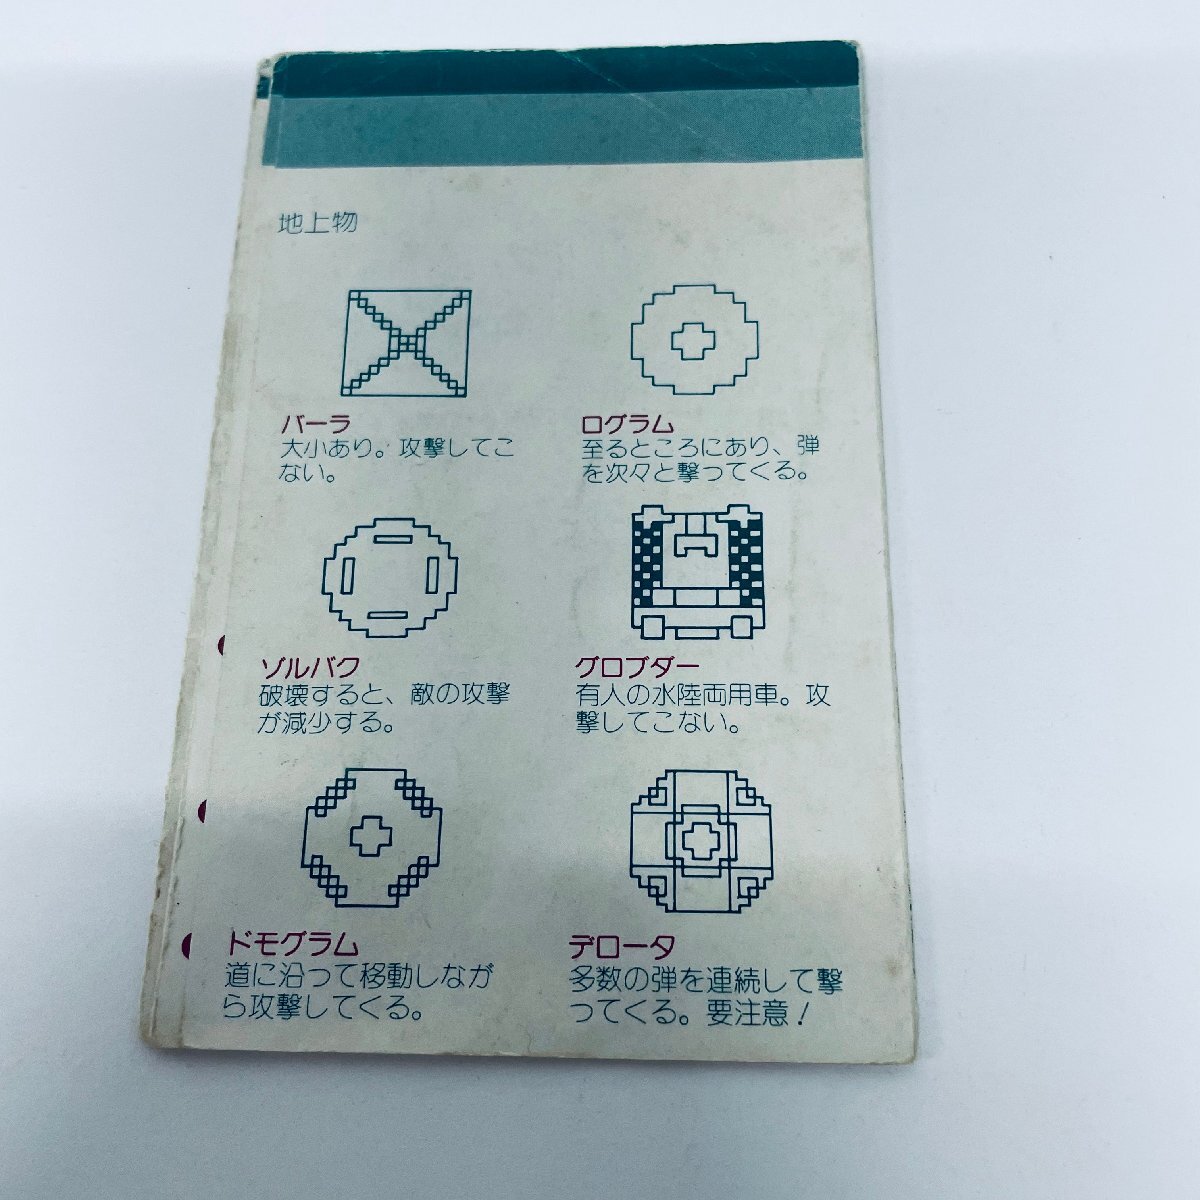 地上物
バーラ
大小あり。攻撃してこ
ない。
ログラム
至るところにあり、弾
を次々と撃ってくる。
ゾルバク
破壊すると、敵の攻撃
が減少する。
グロブダー
有人の水陸両用車。攻
撃してこない。
ドモグラム
道に沿って移動しなが
ら攻撃してくる。
デロータ
多数の弾を連続して撃
ってくる。要注意！